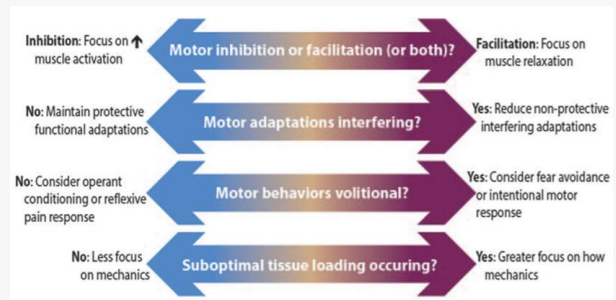 Inhibition: Focus on ↑
muscle activation
Motor inhibition or facilitation (or both)?
Facilitation: Focus on
muscle relaxation
No: Maintain protective
functional adaptations
Motor adaptations interfering?
Yes: Reduce non-protective
interfering adaptations
No: Consider operant
conditioning or reflexive
pain response
Motor behaviors volitional?
Yes: Consider fear avoidance
or intentional motor
response
No: Less focus
on mechanics
Suboptimal tissue loading occuring?
Yes: Greater focus on how
mechanics